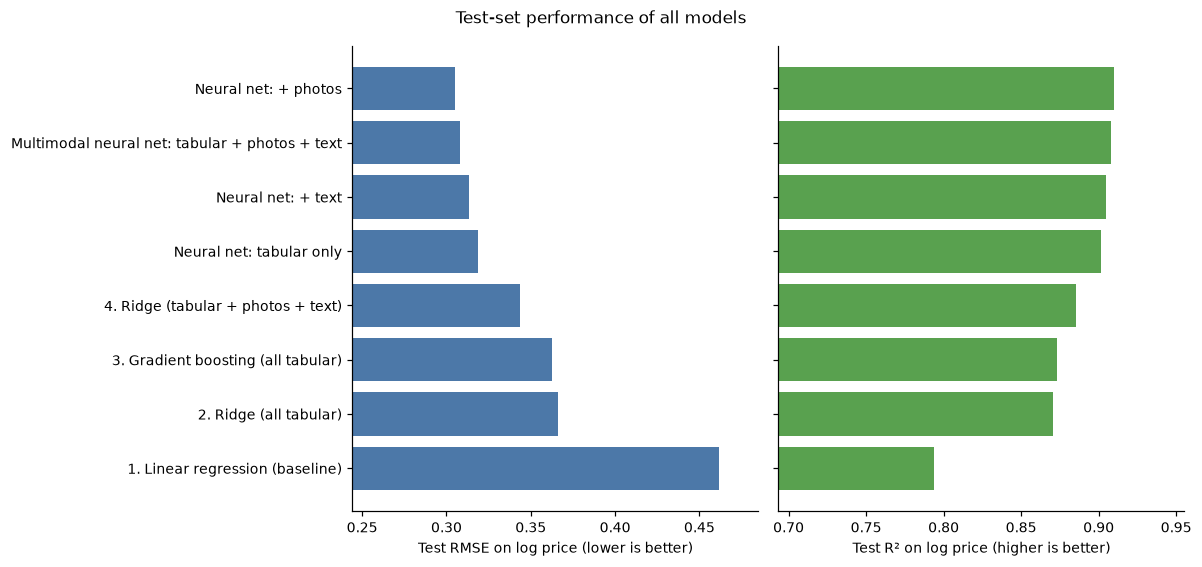 Test-set performance of all models
Neural net: + photos
Multimodal neural net: tabular + photos + text
Neural net: + text
Neural net: tabular only
4. Ridge (tabular + photos + text)
3. Gradient boosting (all tabular)
2. Ridge (all tabular)
1. Linear regression (baseline)
0.25 0.30 0.35 0.40 0.45
Test RMSE on log price (lower is better)
0.70 0.75 0.80 0.85 0.90 0.95
Test R² on log price (higher is better)